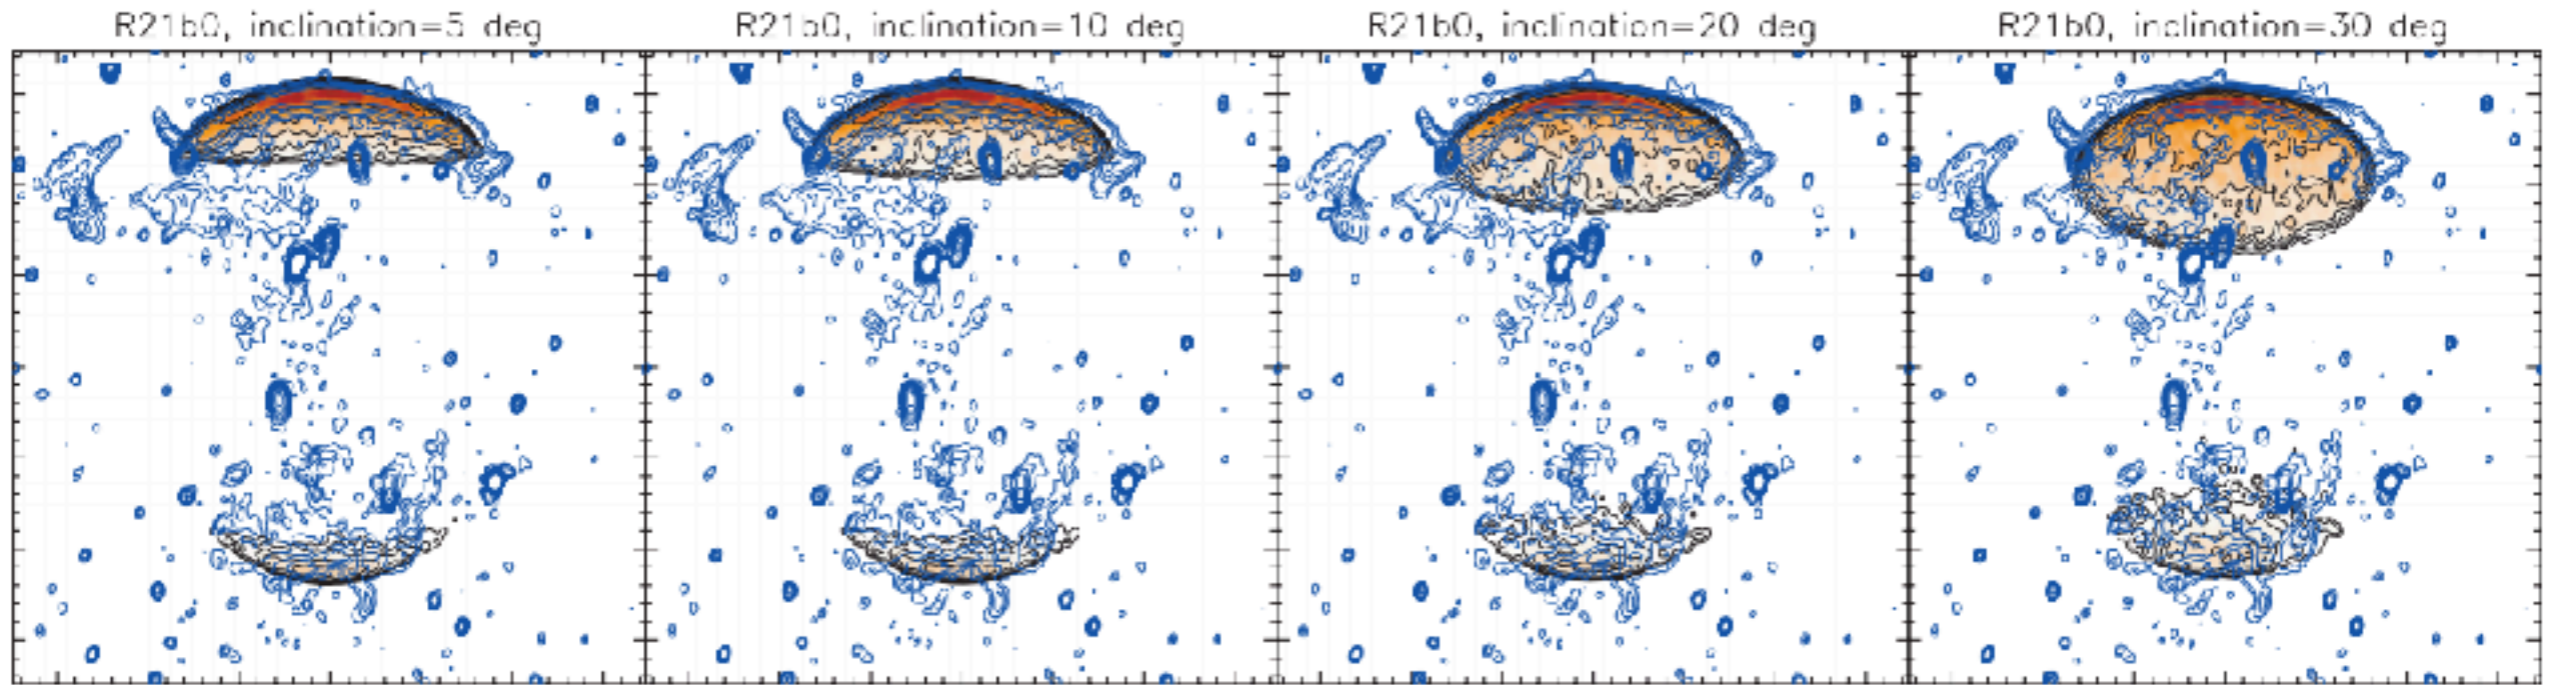 R21b0, inclination=5 deg
R21b0, inclination=10 deg
R21b0, inclination=20 deg
R21b0, inclination=30 deg